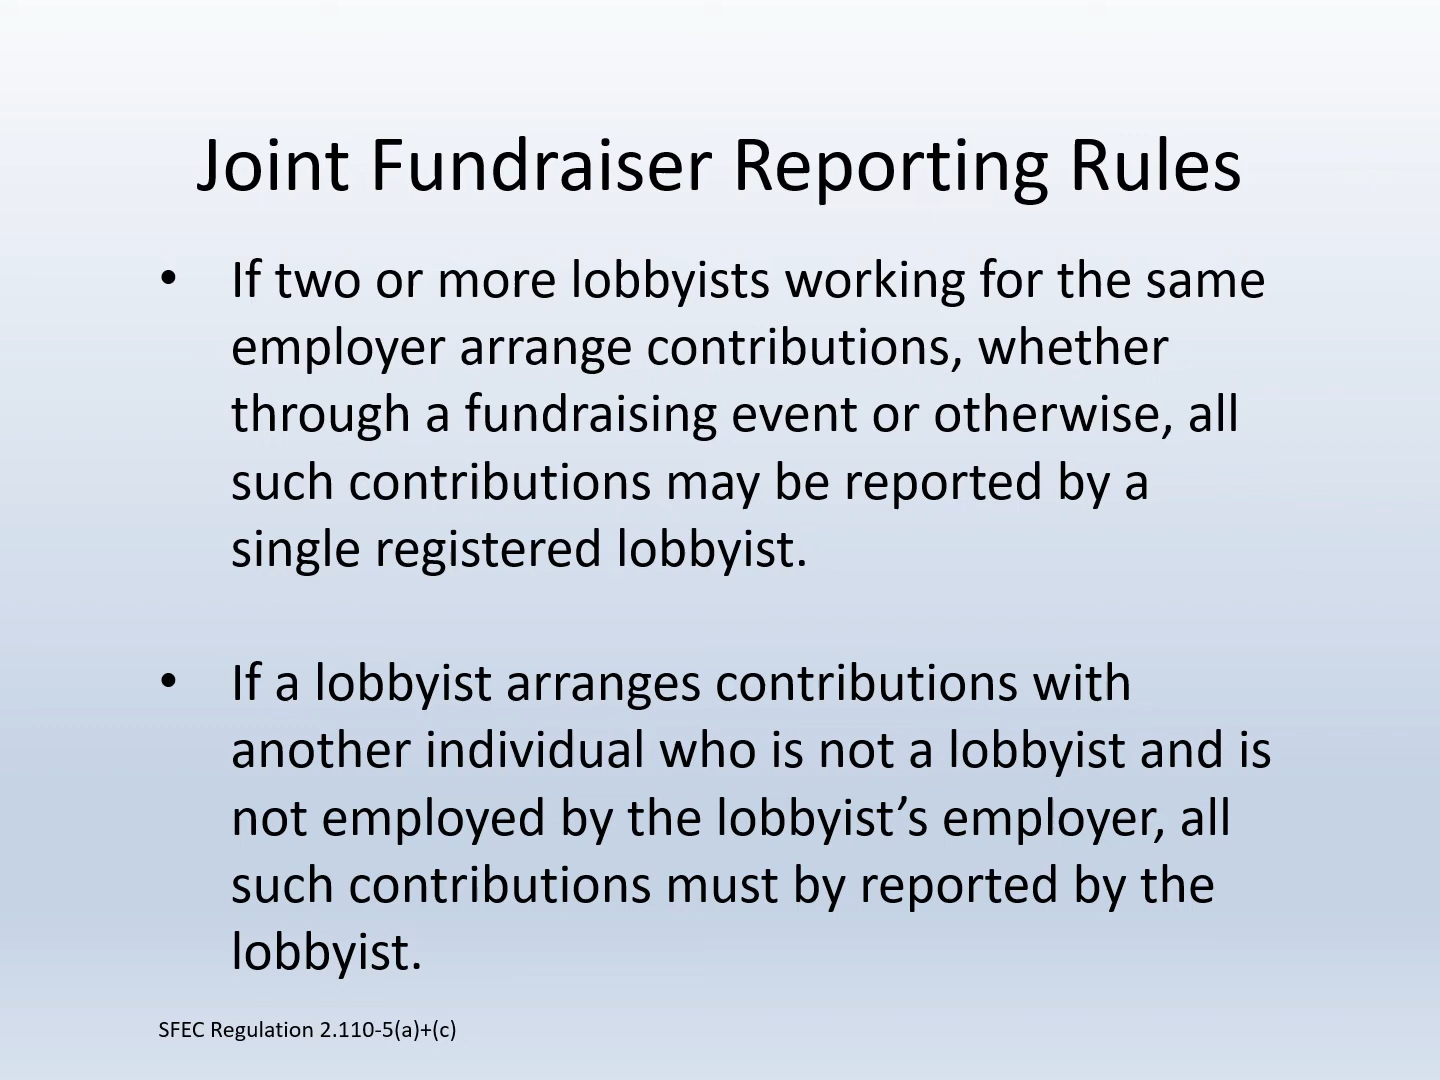 Joint Fundraiser Reporting Rules
• If two or more lobbyists working for the same
employer arrange contributions, whether
through a fundraising event or otherwise, all
such contributions may be reported by a
single registered lobbyist.
• If a lobbyist arranges contributions with
another individual who is not a lobbyist and is
not employed by the lobbyist’s employer, all
such contributions must by reported by the
lobbyist.
SFEC Regulation 2.110-5(a)+(c)